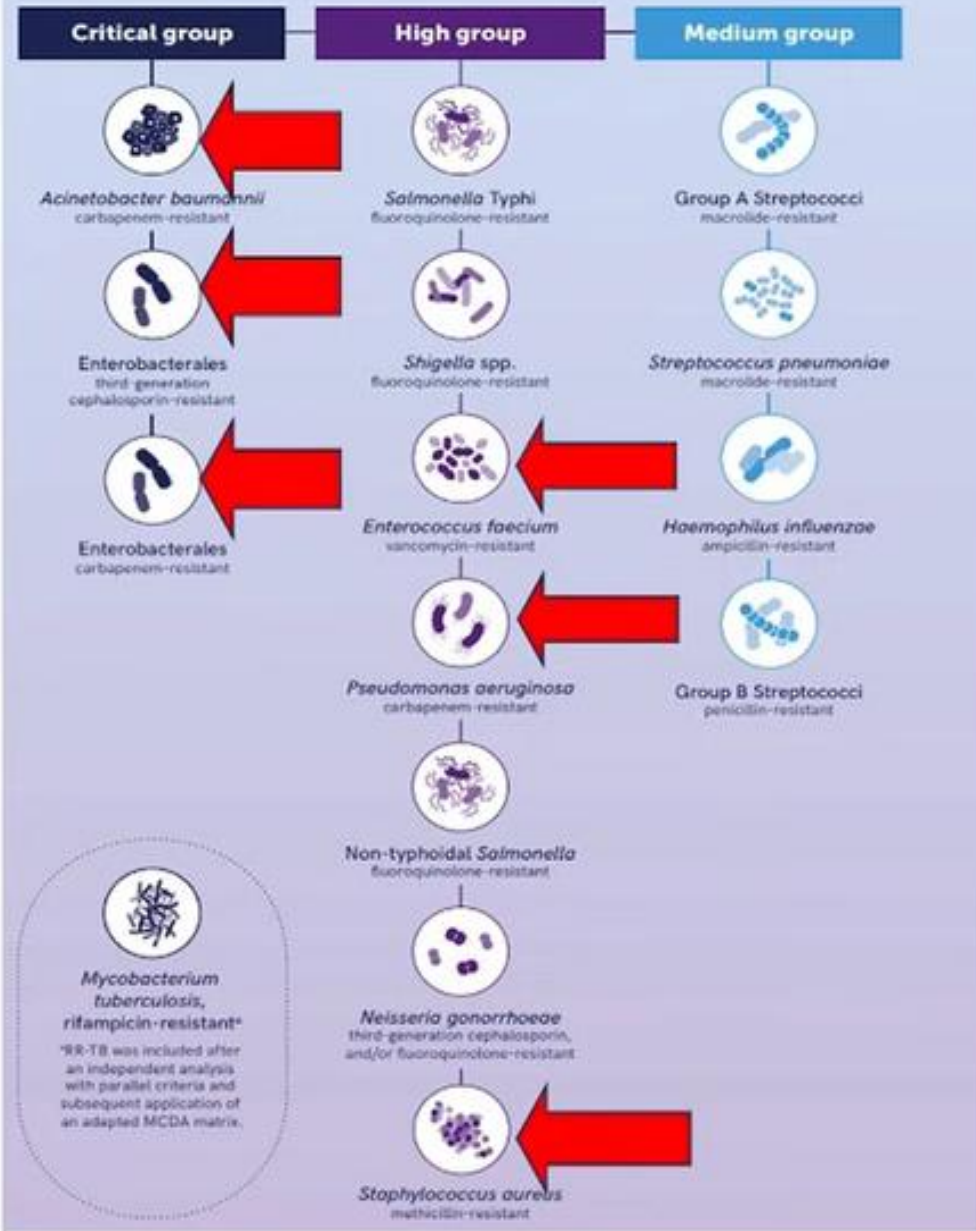 Critical group
High group
Medium group
Acinetobacter baumannii
carbapenem-resistant
Enterobacterales
third-generation
cephalosporin-resistant
Enterobacterales
carbapenem-resistant
Mycobacterium
tuberculosis,
rifampicin-resistantᵃ
ᵃRR-TB was included after
an independent analysis
with parallel criteria and
subsequent application of
an adapted MCDA matrix.
Salmonella Typhi
fluoroquinolone-resistant
Shigella spp.
fluoroquinolone-resistant
Enterococcus faecium
vancomycin-resistant
Pseudomonas aeruginosa
carbapenem-resistant
Non-typhoidal Salmonella
fluoroquinolone-resistant
Neisseria gonorrhoeae
third-generation cephalosporin,
and/or fluoroquinolone-resistant
Staphylococcus aureus
methicillin-resistant
Group A Streptococci
macrolide-resistant
Streptococcus pneumoniae
macrolide-resistant
Haemophilus influenzae
ampicillin-resistant
Group B Streptococci
penicillin-resistant